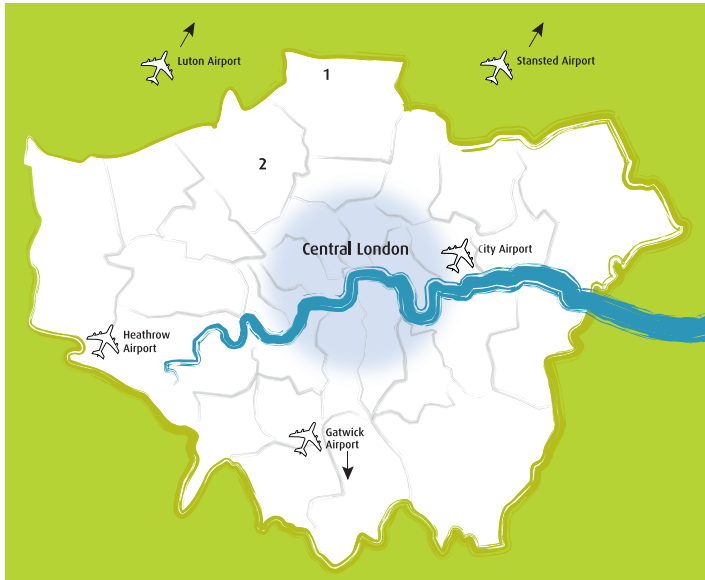 Luton Airport
Stansted Airport
1
2
Central London
City Airport
Heathrow
Airport
Gatwick
Airport